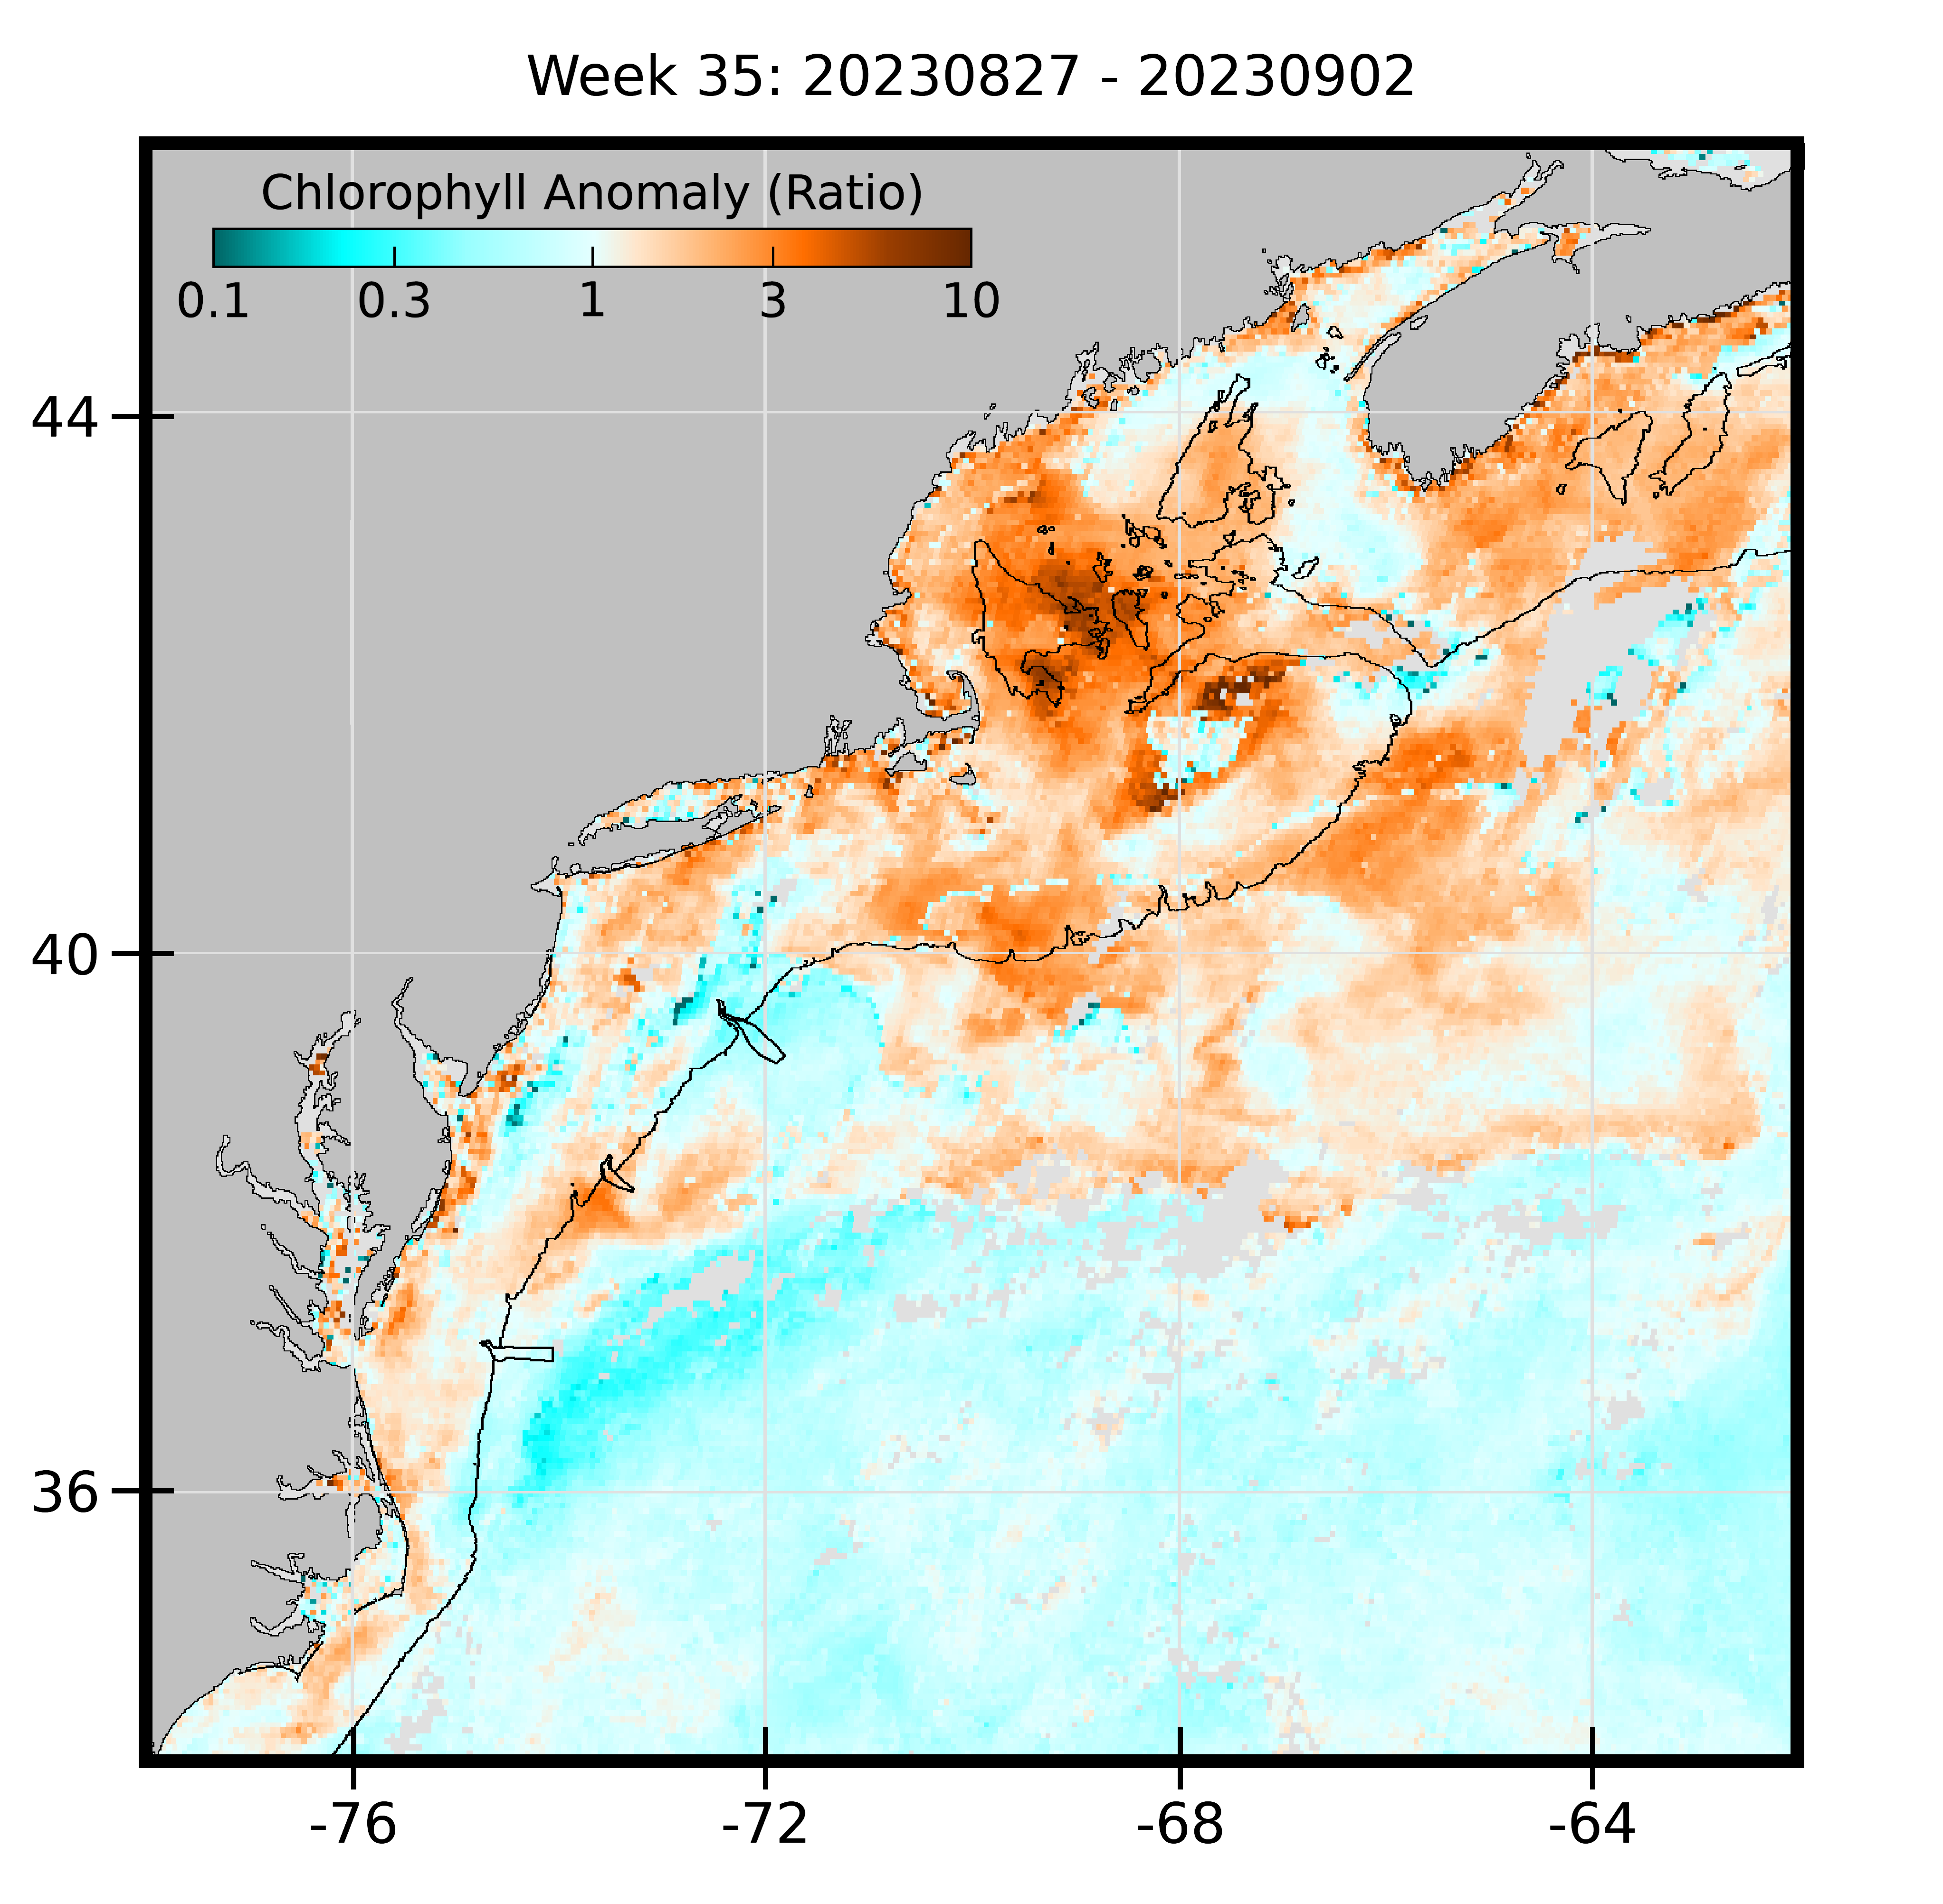 Week 35: 20230827 - 20230902
Chlorophyll Anomaly (Ratio)
0.1 0.3 1 3 10
44
40
36
-76 -72 -68 -64